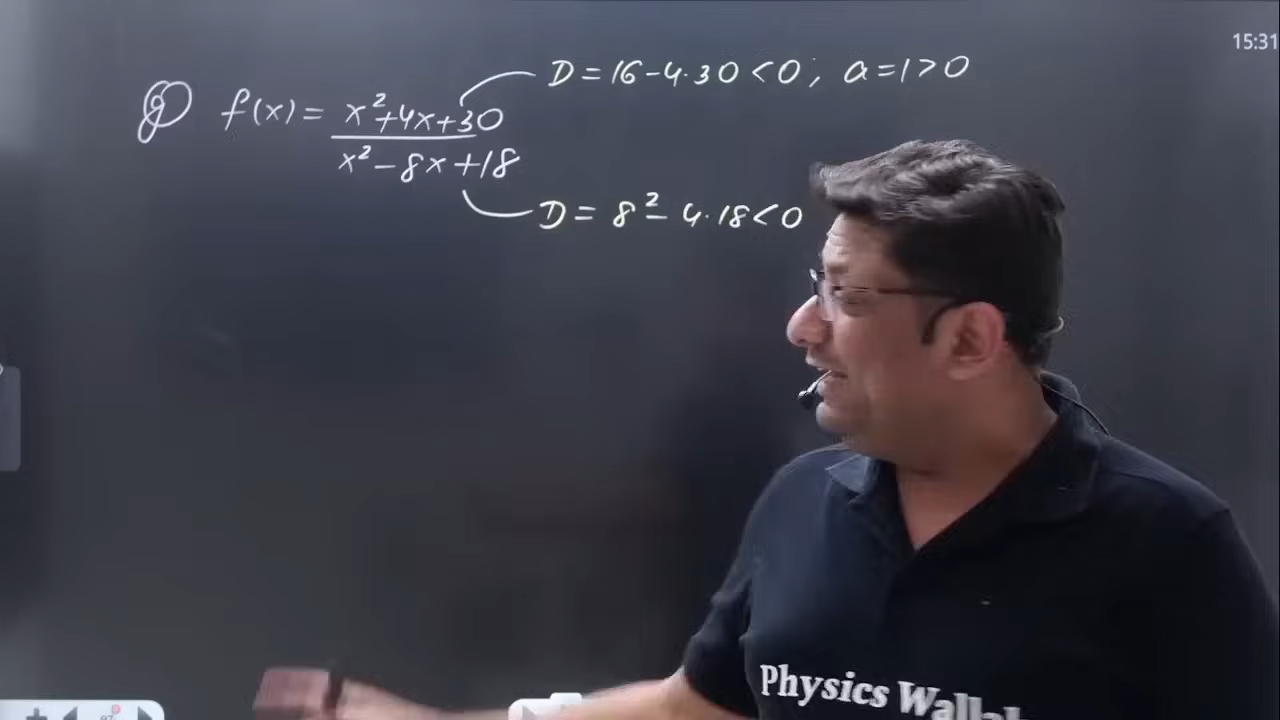 15:31
Q) f(x) = x²+4x+30
x²-8x+18
D = 16-4.30<0; a=1>0
D = 8²-4.18<0
Physics Wallah